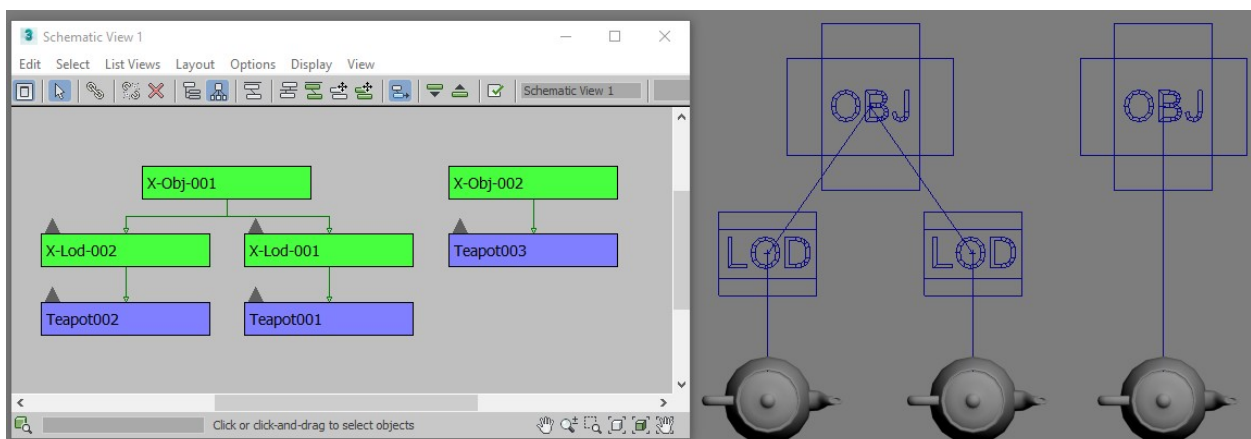 3 Schematic View 1
Edit Select List Views Layout Options Display View
Schematic View 1
X-Obj-001
X-Obj-002
X-Lod-002
X-Lod-001
Teapot003
Teapot002
Teapot001
Click or click-and-drag to select objects
OBJ
OBJ
LOD
LOD